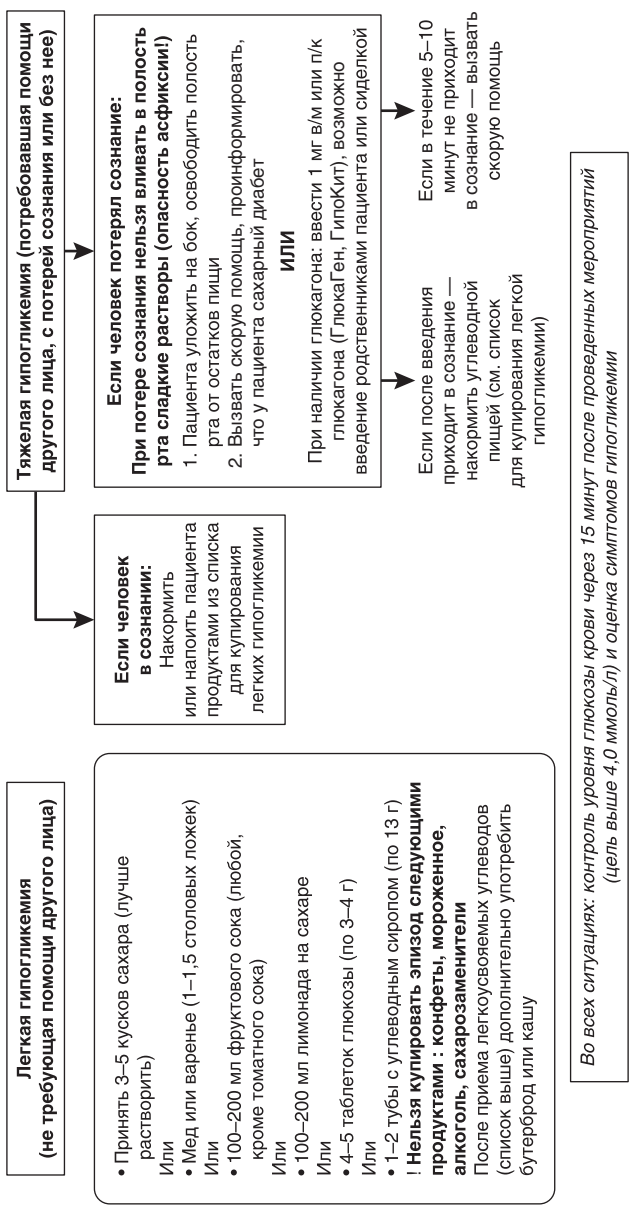 Легкая гипогликемия
(не требующая помощи другого лица)
• Принять 3–5 кусков сахара (лучше
растворить)
Или
• Мед или варенье (1–1,5 столовых ложек)
Или
• 100–200 мл фруктового сока (любой,
кроме томатного сока)
Или
• 100–200 мл лимонада на сахаре
Или
• 4–5 таблеток глюкозы (по 3–4 г)
Или
• 1–2 тубы с углеводным сиропом (по 13 г)
! Нельзя купировать эпизод следующими
продуктами : конфеты, мороженное,
алкоголь, сахарозаменители
После приема легкоусвояемых углеводов
(список выше) дополнительно употребить
бутерброд или кашу
Тяжелая гипогликемия (потребовавшая помощи
другого лица, с потерей сознания или без нее)
Если человек
в сознании:
Накормить
или напоить пациента
продуктами из списка
для купирования
легких гипогликемии
Если человек потерял сознание:
При потере сознания нельзя вливать в полость
рта сладкие растворы (опасность асфиксии!)
1. Пациента уложить на бок, освободить полость
рта от остатков пищи
2. Вызвать скорую помощь, проинформировать,
что у пациента сахарный диабет
ИЛИ
При наличии глюкагона: ввести 1 мг в/м или п/к
глюкагона (ГлюкаГен, ГипоКит), возможно
введение родственниками пациента или сиделкой
Если после введения
приходит в сознание —
накормить углеводной
пищей (см. список
для купирования легкой
гипогликемии)
Если в течение 5–10
минут не приходит
в сознание — вызвать
скорую помощь
Во всех ситуациях: контроль уровня глюкозы крови через 15 минут после проведенных мероприятий
(цель выше 4,0 ммоль/л) и оценка симптомов гипогликемии